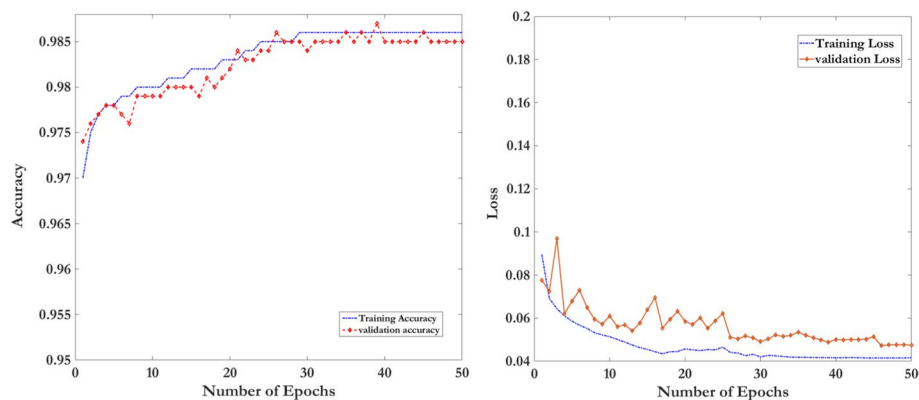 0.985
0.98
0.975
0.97
0.965
0.96
0.955
0.95
Accuracy
0 10 20 30 40 50
Number of Epochs
Training Accuracy
validation accuracy
0.2
0.18
0.16
0.14
0.12
0.1
0.08
0.06
0.04
Loss
0 10 20 30 40 50
Number of Epochs
Training Loss
validation Loss